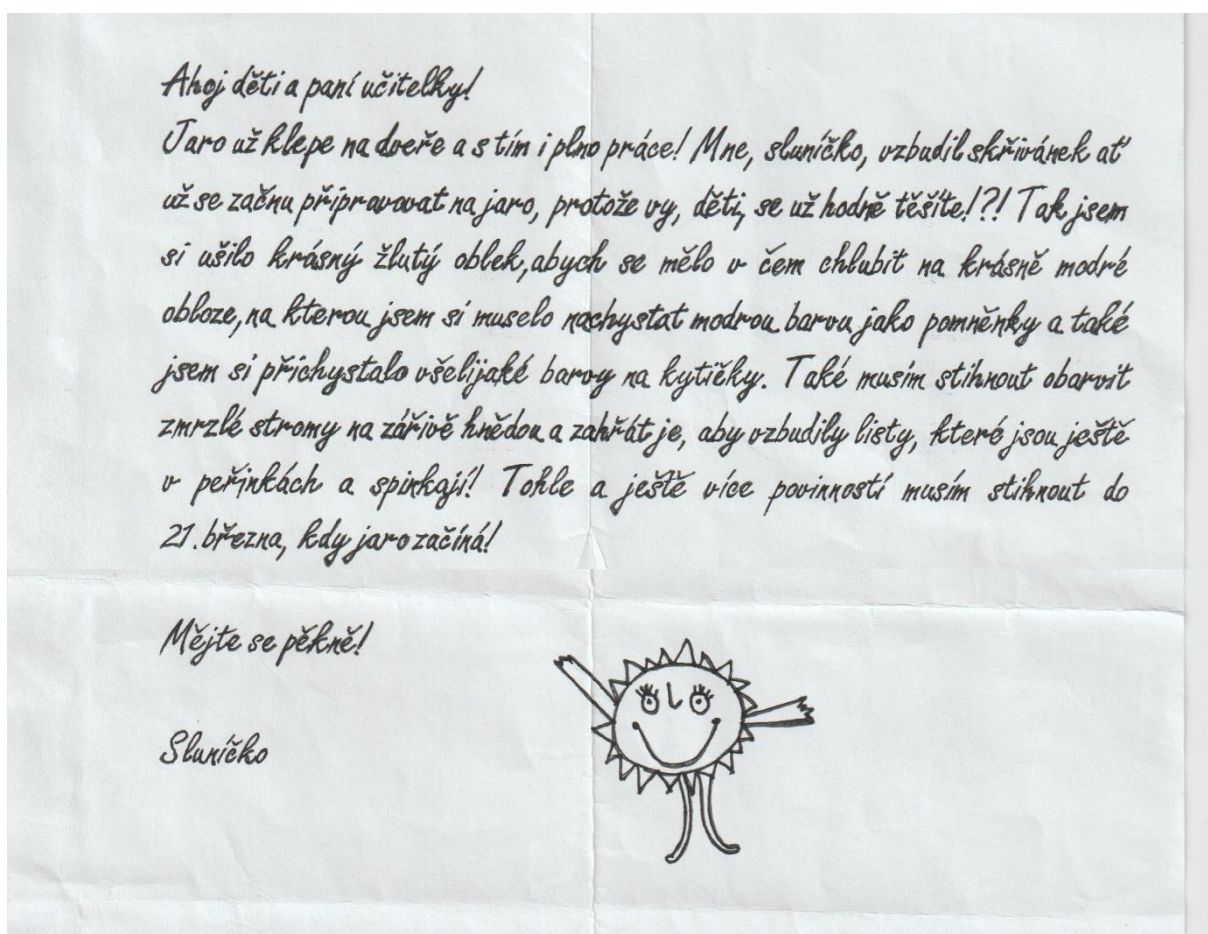 Ahoj děti a paní učitelky!
Jaro už klepe na dveře a s tím i plno práce! Mne, sluníčko, vzbudil skřivánek ať
už se začnu připravovat na jaro, protože vy, děti, se už hodně těšíte!?! Tak jsem
si ušilo krásný žlutý oblek,abych se mělo v čem chlubit na krásně modré
obloze,na kterou jsem si muselo nachystat modrou barvu jako pomněnky a také
jsem si přichystalo všelijaké barvy na kytičky. Také musím stihnout obarvit
zmrzlé stromy na zářivě hnědou a zahřát je, aby vzbudily listy, které jsou ještě
v peřinkách a spinkají! Tohle a ještě více povinností musím stihnout do
21.března, kdy jaro začíná!
Mějte se pěkně!
Sluníčko